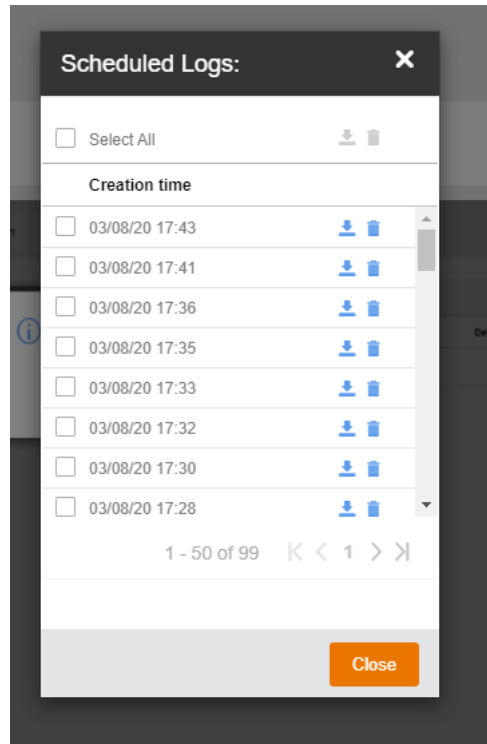 Scheduled Logs:
Select All
Creation time
03/08/20 17:43
03/08/20 17:41
03/08/20 17:36
03/08/20 17:35
03/08/20 17:33
03/08/20 17:32
03/08/20 17:30
03/08/20 17:28
1 - 50 of 99 1
Close